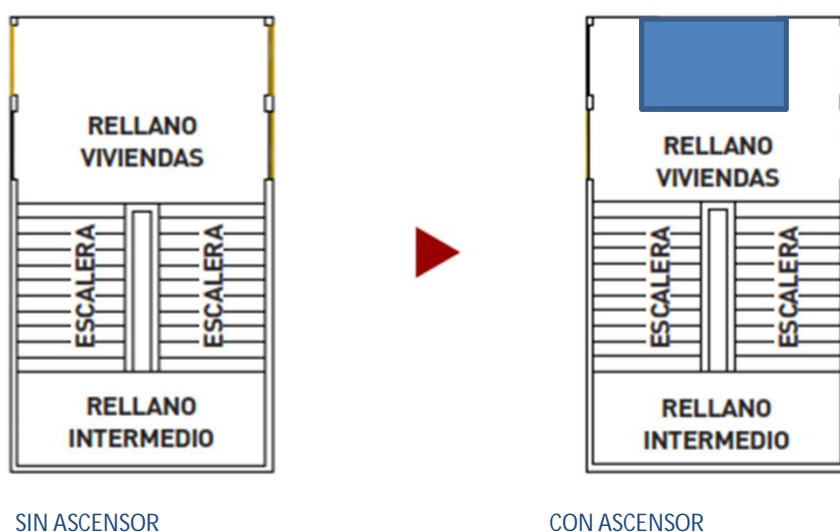 RELLANO
VIVIENDAS
ESCALERA
ESCALERA
RELLANO
INTERMEDIO
SIN ASCENSOR
RELLANO
VIVIENDAS
ESCALERA
ESCALERA
RELLANO
INTERMEDIO
CON ASCENSOR